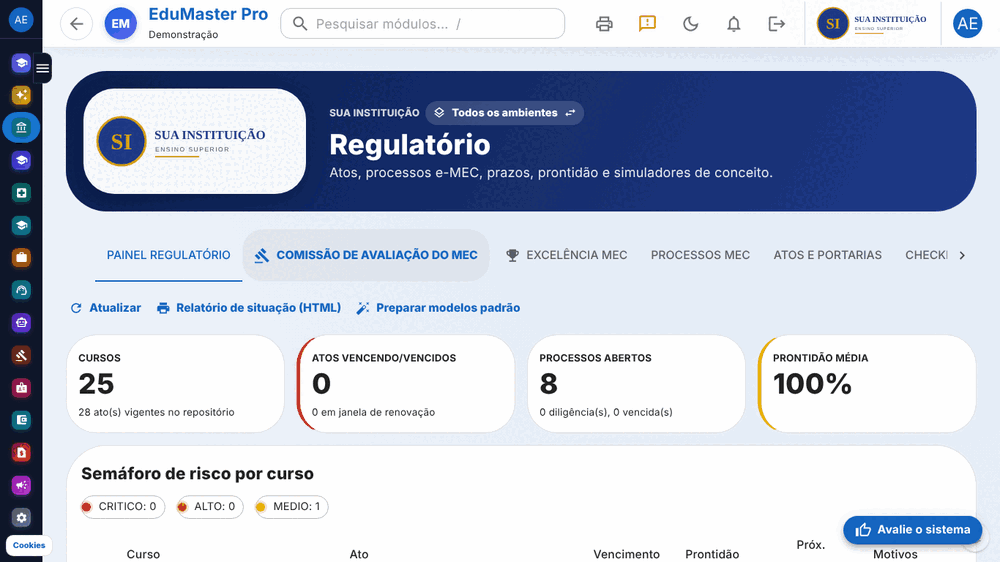 AE
EM
EduMaster Pro
Demonstração
Pesquisar módulos... /
SI
SUA INSTITUIÇÃO
ENSINO SUPERIOR
AE
SI
SUA INSTITUIÇÃO
ENSINO SUPERIOR
SUA INSTITUIÇÃO
Todos os ambientes
Regulatório
Atos, processos e-MEC, prazos, prontidão e simuladores de conceito.
PAINEL REGULATÓRIO
COMISSÃO DE AVALIAÇÃO DO MEC
EXCELÊNCIA MEC
PROCESSOS MEC
ATOS E PORTARIAS
CHECK
Atualizar
Relatório de situação (HTML)
Preparar modelos padrão
CURSOS
25
28 ato(s) vigentes no repositório
ATOS VENCENDO/VENCIDOS
0
0 em janela de renovação
PROCESSOS ABERTOS
8
0 diligência(s), 0 vencida(s)
PRONTIDÃO MÉDIA
100%
Semáforo de risco por curso
CRITICO: 0
ALTO: 0
MEDIO: 1
Avalie o sistema
Cookies
Curso
Ato
Vencimento
Prontidão
Próx.
Motivos